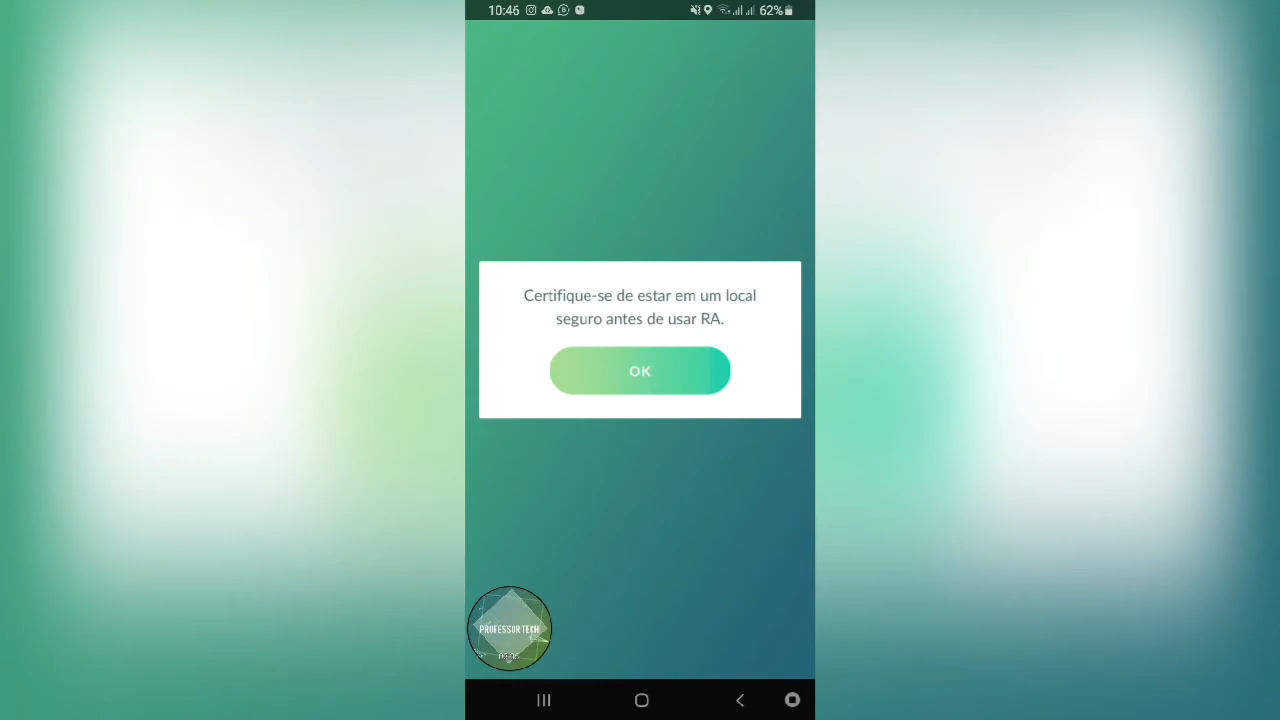 10:46
62%
Certifique-se de estar em um local
seguro antes de usar RA.
OK
PROFESSOR TECH